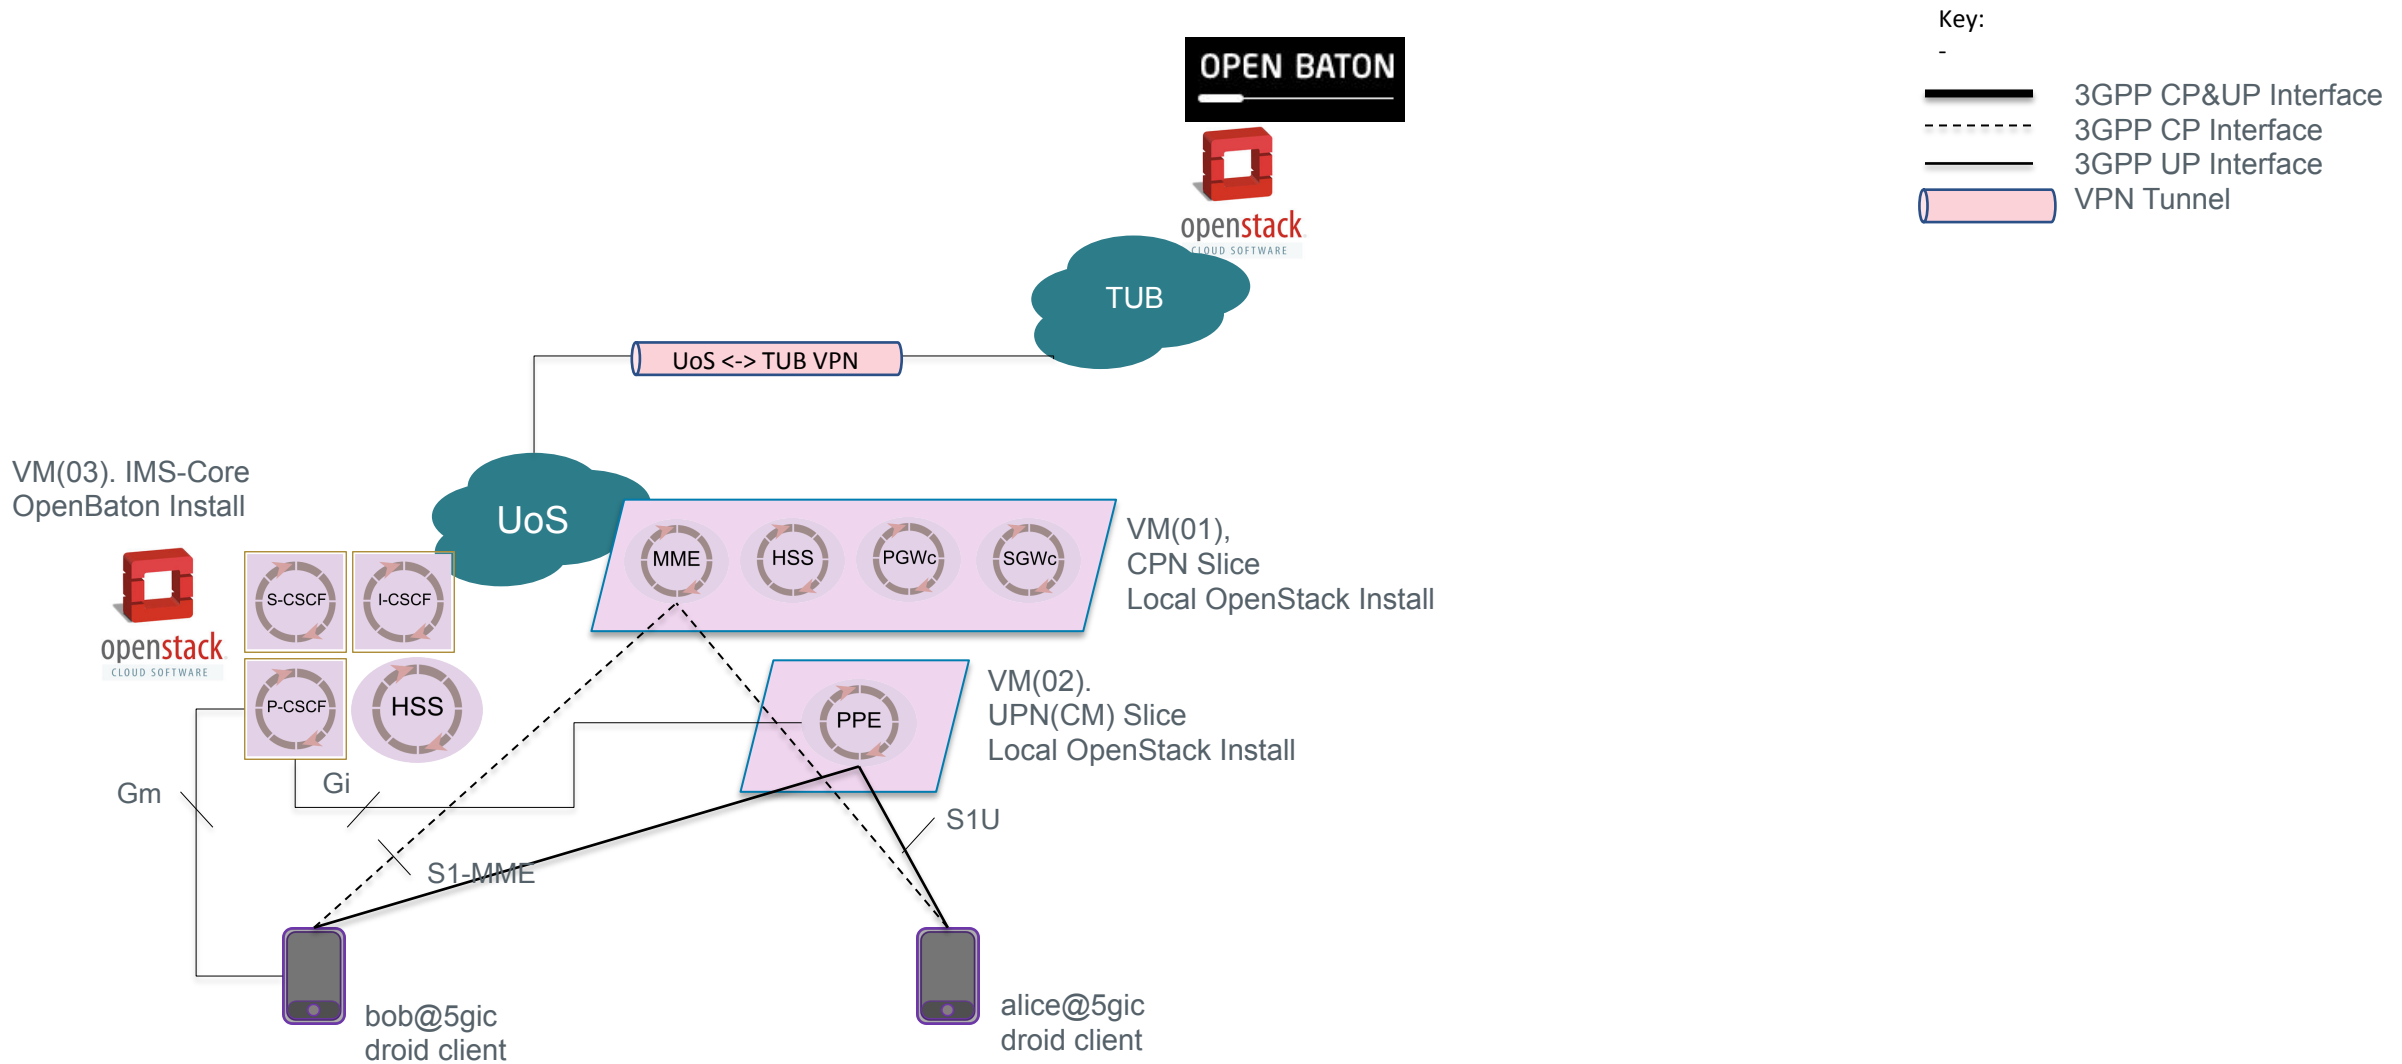 Key:
-
3GPP CP&UP Interface
3GPP CP Interface
3GPP UP Interface
VPN Tunnel
OPEN BATON
openstack
CLOUD SOFTWARE
TUB
UoS <-> TUB VPN
VM(03). IMS-Core
OpenBaton Install
UoS
MME
HSS
PGWc
SGWc
VM(01),
CPN Slice
Local OpenStack Install
openstack
CLOUD SOFTWARE
S-CSCF
I-CSCF
P-CSCF
HSS
PPE
VM(02).
UPN(CM) Slice
Local OpenStack Install
Gm
Gi
S1-MME
S1U
bob@5gic
droid client
alice@5gic
droid client